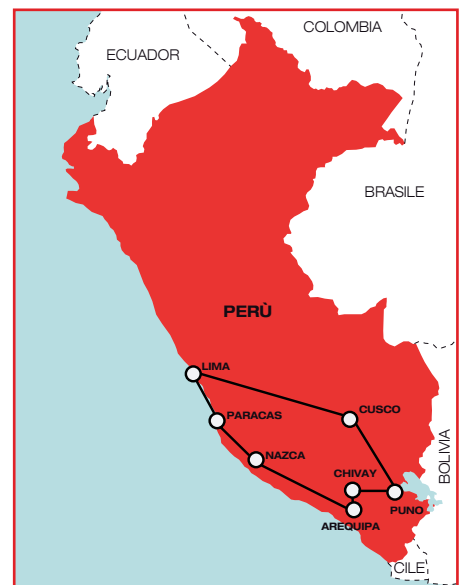 COLOMBIA
ECUADOR
BRASILE
PERÙ
LIMA
PARACAS
CUSCO
NAZCA
BOLIVIA
CHIVAY
PUNO
AREQUIPA
CILE